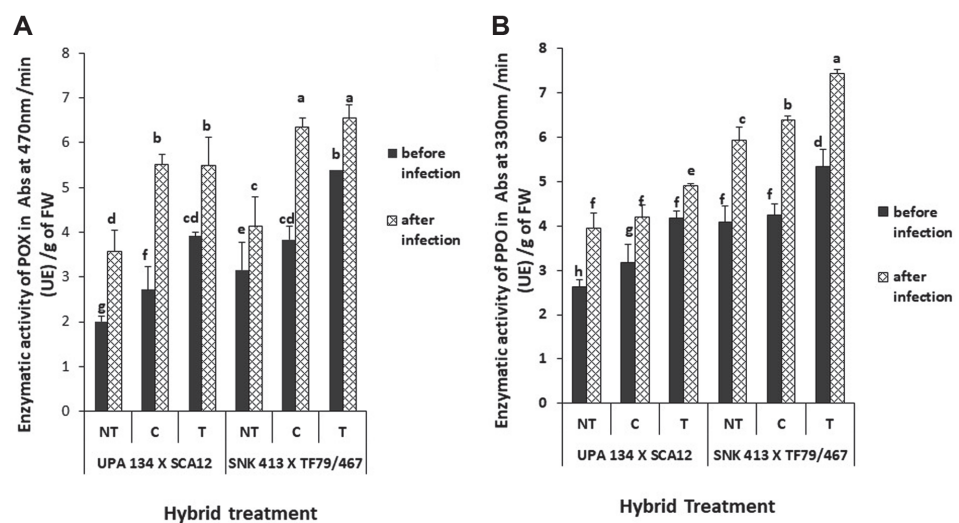 A
Enzymatic activity of POX in Abs at 470nm /min
(UE) /g of FW
8
7
6
5
4
3
2
1
0
g
d
f
b
cd
b
e
c
cd
a
b
a
before
infection
after
infection
NT
C
T
NT
C
T
UPA 134 X SCA12
SNK 413 X TF79/467
Hybrid treatment
B
Enzymatic activity of PPO in Abs at 330nm /min
(UE) /g of FW
8
7
6
5
4
3
2
1
0
h
f
g
f
f
e
f
c
f
b
d
a
before
infection
after
infection
NT
C
T
NT
C
T
UPA 134 X SCA12
SNK 413 X TF79/467
Hybrid Treatment